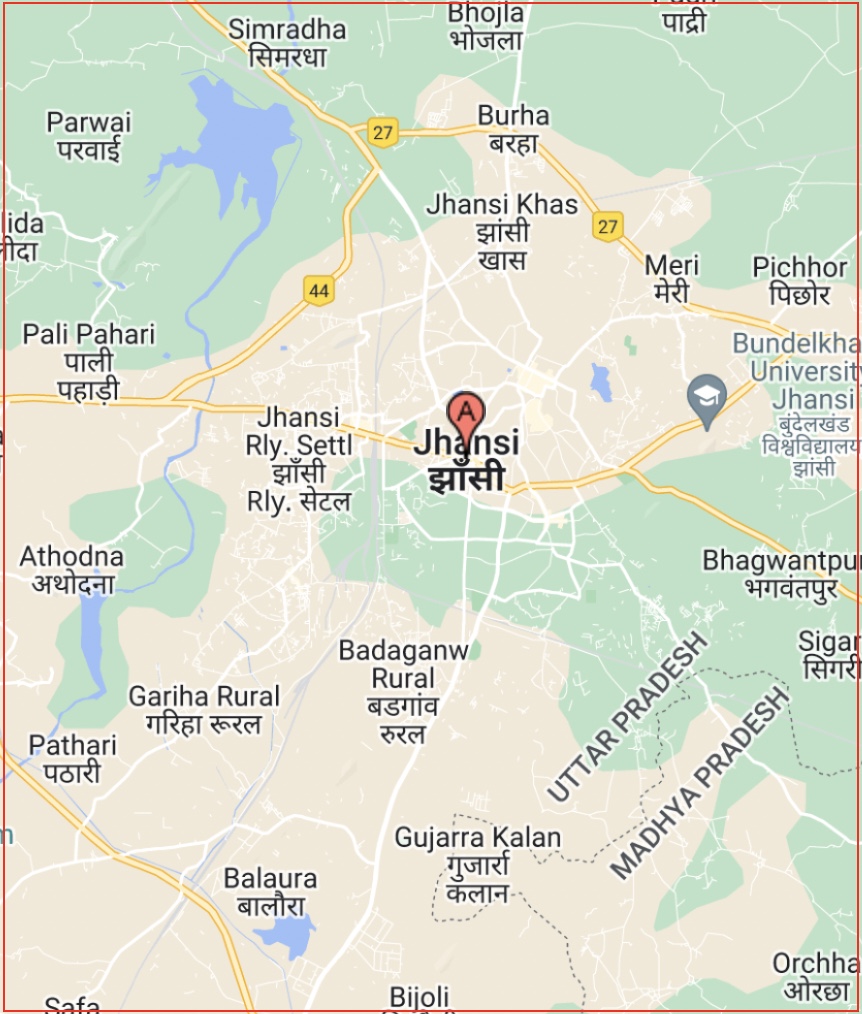 Simradha
सिमरधा
Bhojla
भोजला
पाद्री
Parwai
परवाई
27
Burha
बरहा
lida
लीदा
Jhansi Khas
झांसी
खास
27
Meri
मेरी
Pichhor
पिछोर
44
Pali Pahari
पाली
पहाड़ी
Bundelkha
University
Jhansi
बुंदेलखंड
विश्वविद्यालय
झांसी
A
Jhansi
Rly. Settl
झाँसी
Rly. सेटल
Jhansi
झाँसी
Athodna
अथोदना
Bhagwantpur
भगवंतपुर
Badaganw
Rural
बडगांव
रुरल
Sigar
सिगरी
UTTAR PRADESH
MADHYA PRADESH
Gariha Rural
गरिहा रूरल
Pathari
पठारी
m
Gujarra Kalan
गुजार्रा
कलान
Balaura
बालौरा
Orchha
ओरछा
Safa
Bijoli